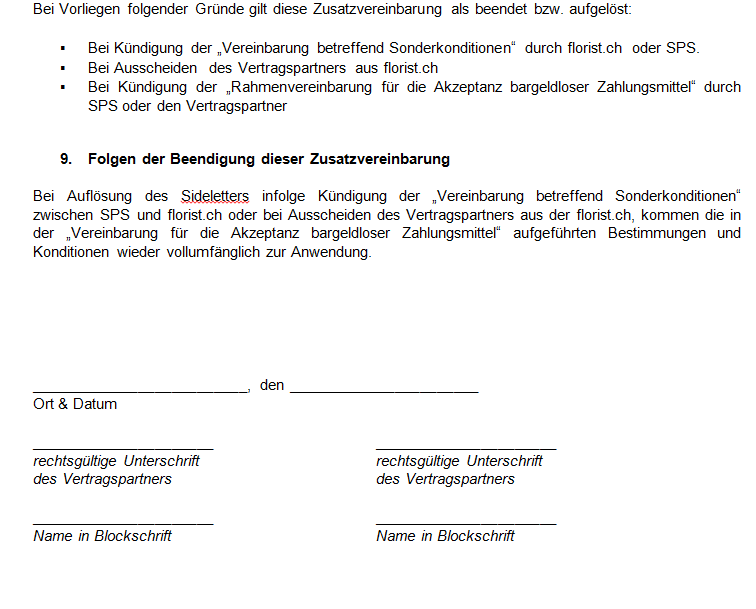 Bei Vorliegen folgender Gründe gilt diese Zusatzvereinbarung als beendet bzw. aufgelöst:
▪ Bei Kündigung der „Vereinbarung betreffend Sonderkonditionen“ durch florist.ch oder SPS.
▪ Bei Ausscheiden des Vertragspartners aus florist.ch
▪ Bei Kündigung der „Rahmenvereinbarung für die Akzeptanz bargeldloser Zahlungsmittel“ durch
SPS oder den Vertragspartner
9. Folgen der Beendigung dieser Zusatzvereinbarung
Bei Auflösung des Sideletters infolge Kündigung der „Vereinbarung betreffend Sonderkonditionen“
zwischen SPS und florist.ch oder bei Ausscheiden des Vertragspartners aus der florist.ch, kommen die in
der „Vereinbarung für die Akzeptanz bargeldloser Zahlungsmittel“ aufgeführten Bestimmungen und
Konditionen wieder vollumfänglich zur Anwendung.
__________________________, den _______________________
Ort & Datum
______________________ ______________________
rechtsgültige Unterschrift rechtsgültige Unterschrift
des Vertragspartners des Vertragspartners
______________________ ______________________
Name in Blockschrift Name in Blockschrift